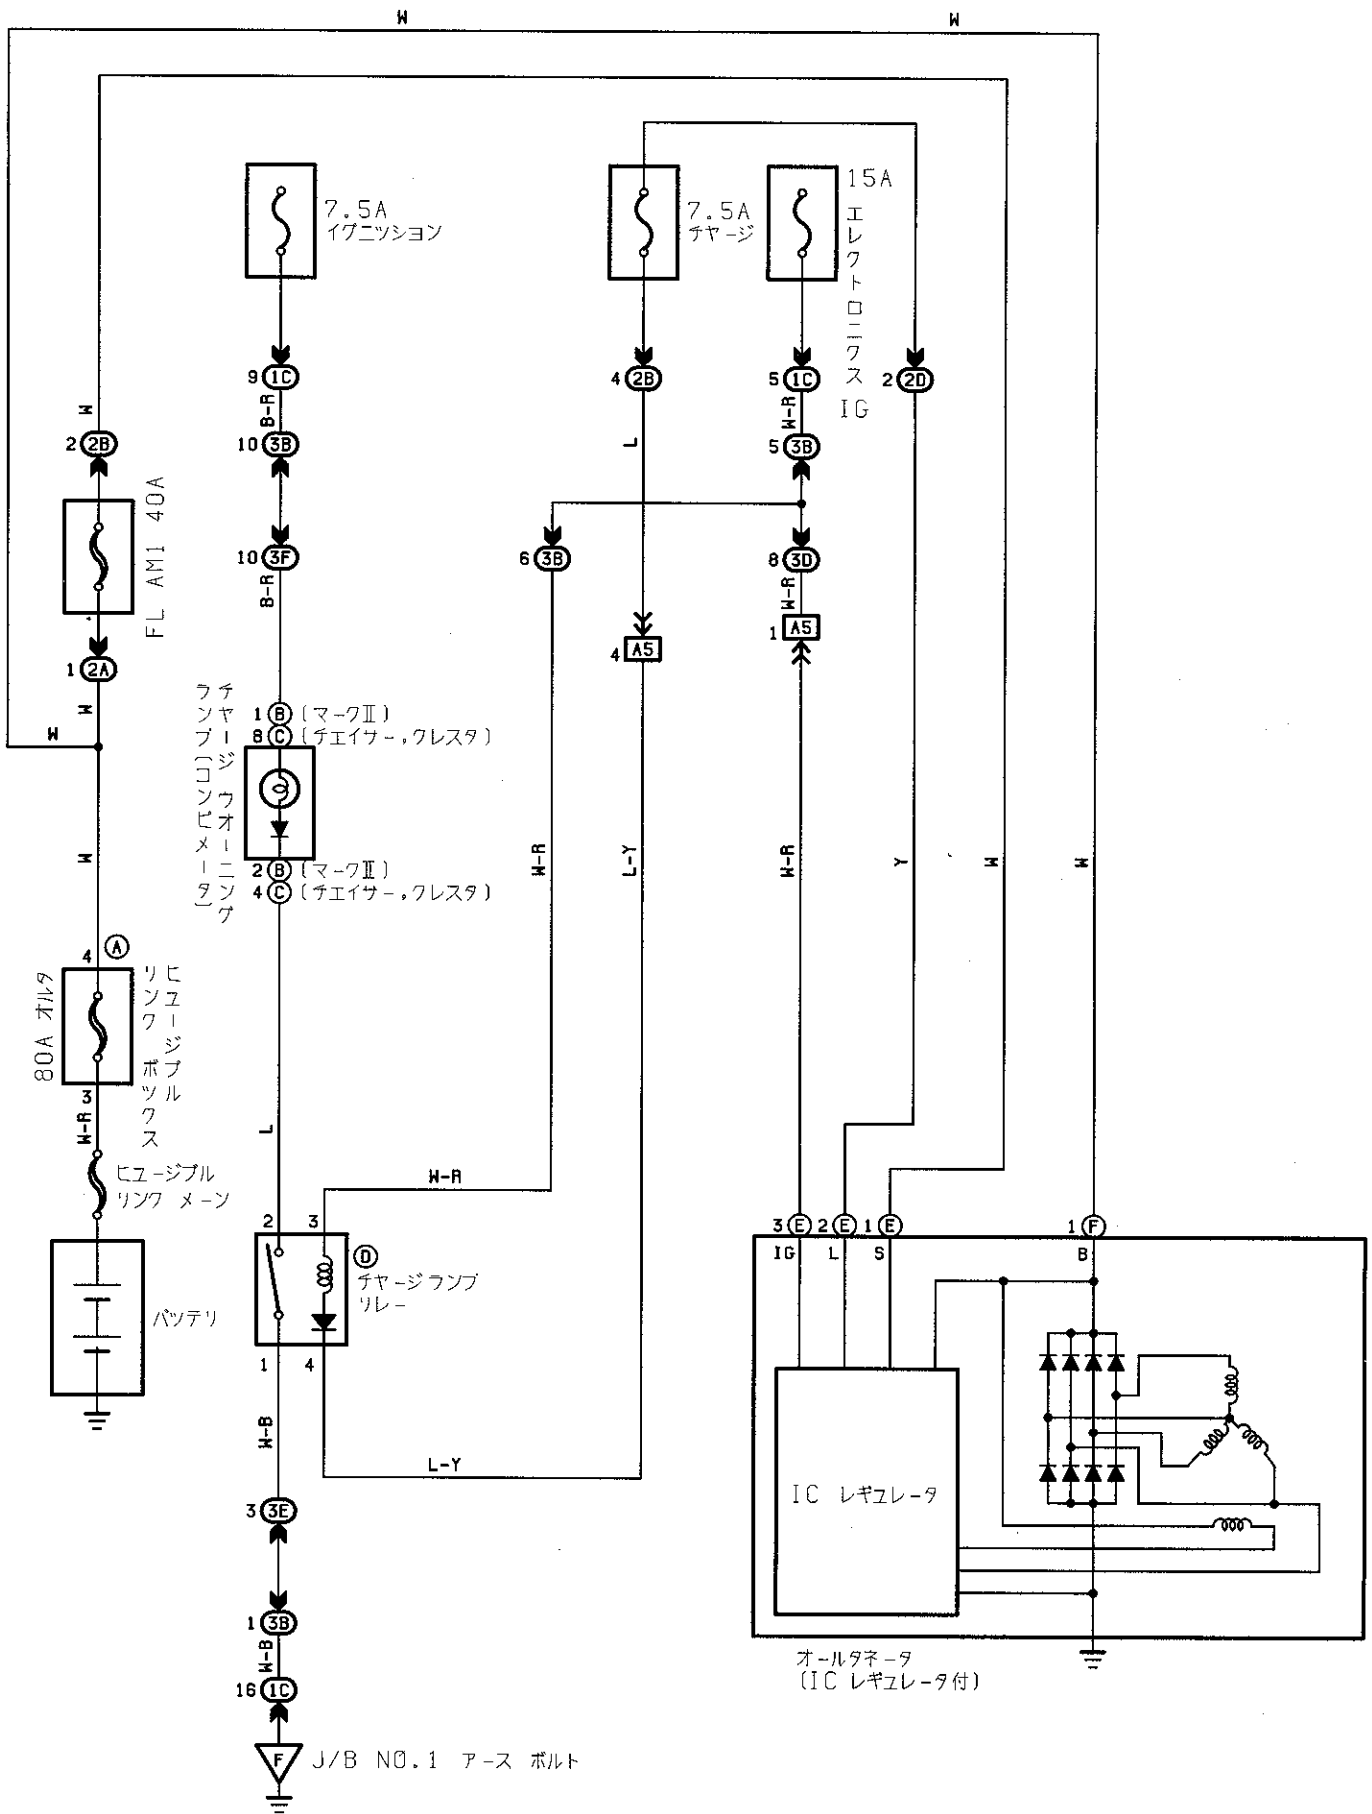 W
W
7.5A
イグニッション
7.5A
チャージ
15A
エレクトロニクス
IG
9 1C
4 2B
5 1C
2 2D
B-R
W-R
W
2 2B
10 3B
L
5 3B
FL AM1 40A
10 3F
6 3B
8 3D
B-R
W-R
1 A5
4 A5
1 2A
W
W
チャージ ウォーニング
ランプ(コンビメータ)
1 B (マークⅡ)
8 C (チェイサー,クレスタ)
2 B (マークⅡ)
4 C (チェイサー,クレスタ)
W
W-R
L-Y
W-R
Y
W
W
4 A
80A オルタ
ヒュージブル
リンク ボックス
3
W-R
L
ヒュージブル
リンク メーン
W-R
バッテリ
2 3
D
チャージランプ
リレー
1 4
W-B
L-Y
3 3E
1 3B
W-B
16 1C
F J/B NO.1 アース ボルト
3 E 2 E 1 E 1 F
IG L S B
IC レギュレータ
オールタネータ
(IC レギュレータ付)